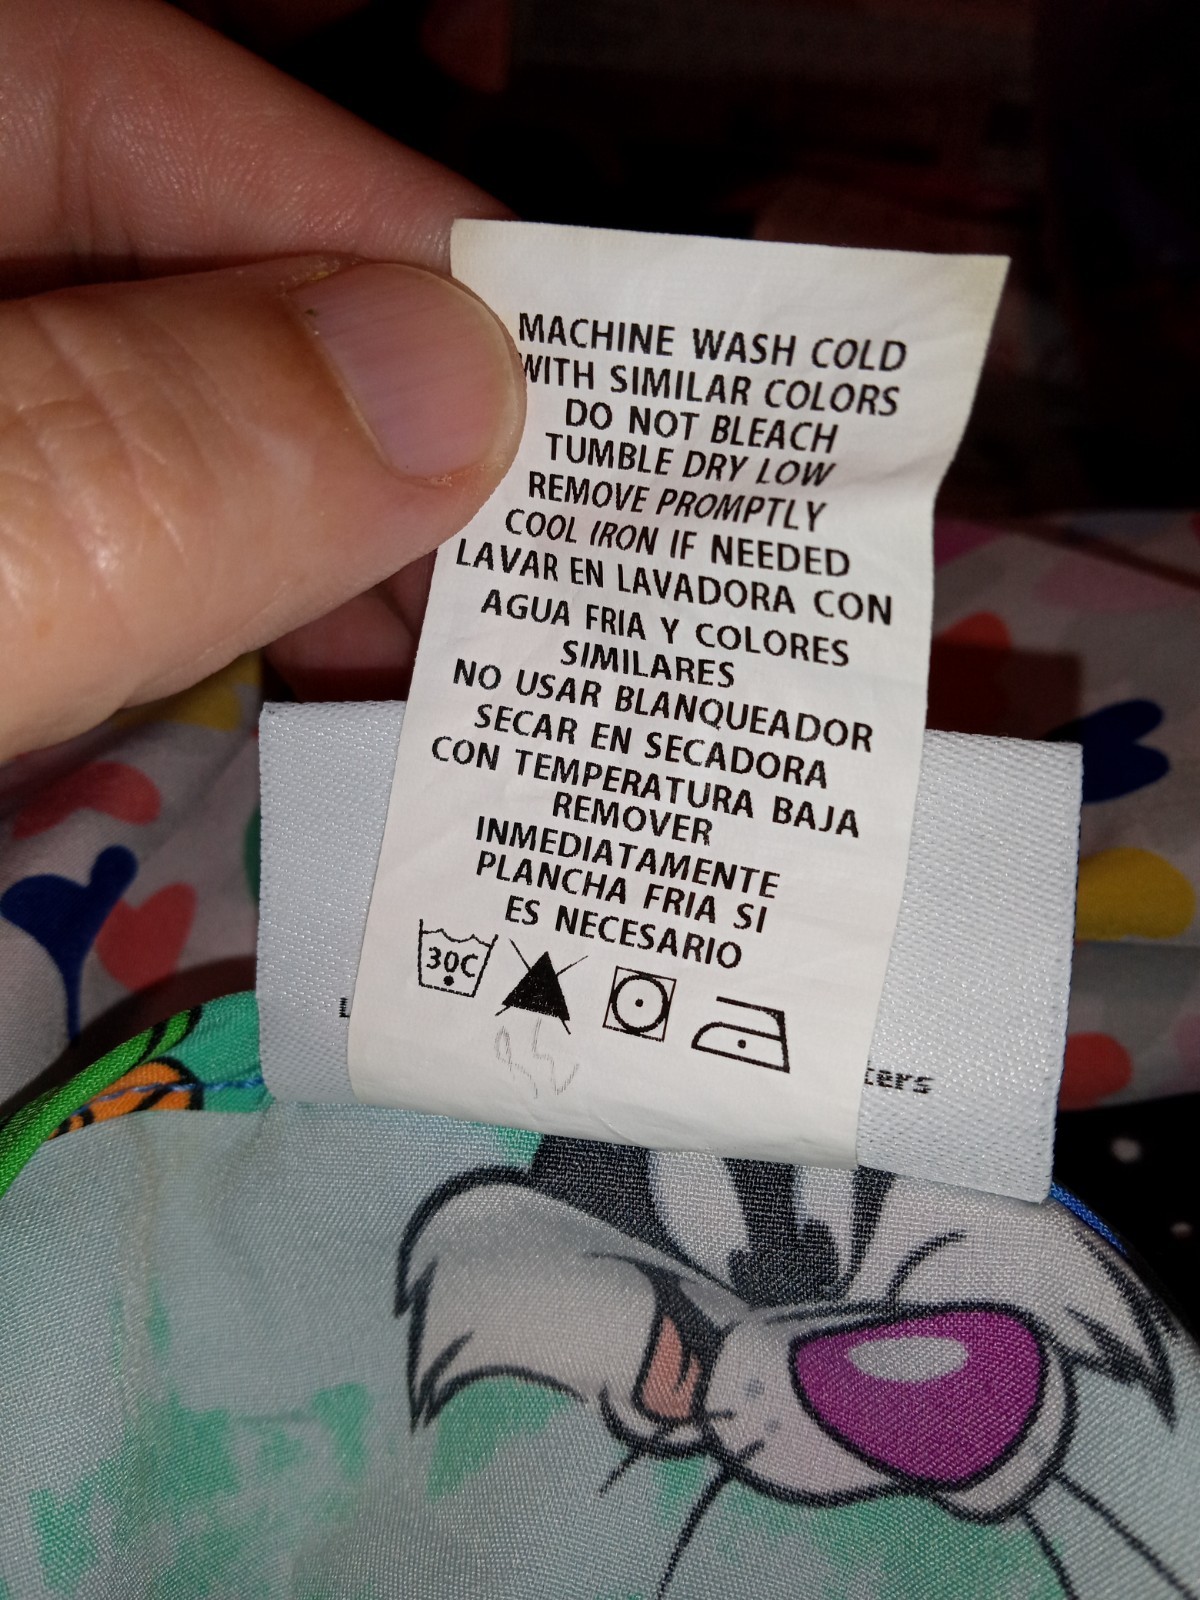 MACHINE WASH COLD
WITH SIMILAR COLORS
DO NOT BLEACH
TUMBLE DRY LOW
REMOVE PROMPTLY
COOL IRON IF NEEDED
LAVAR EN LAVADORA CON
AGUA FRIA Y COLORES
SIMILARES
NO USAR BLANQUEADOR
SECAR EN SECADORA
CON TEMPERATURA BAJA
REMOVER
INMEDIATAMENTE
PLANCHA FRIA SI
ES NECESARIO
30C
ters